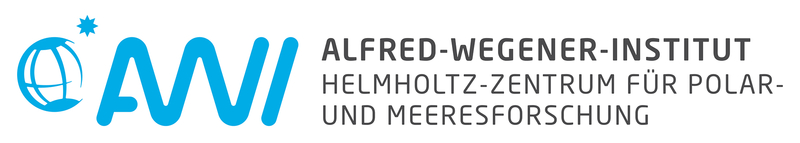 AWI
ALFRED-WEGENER-INSTITUT
HELMHOLTZ-ZENTRUM FÜR POLAR-
UND MEERESFORSCHUNG